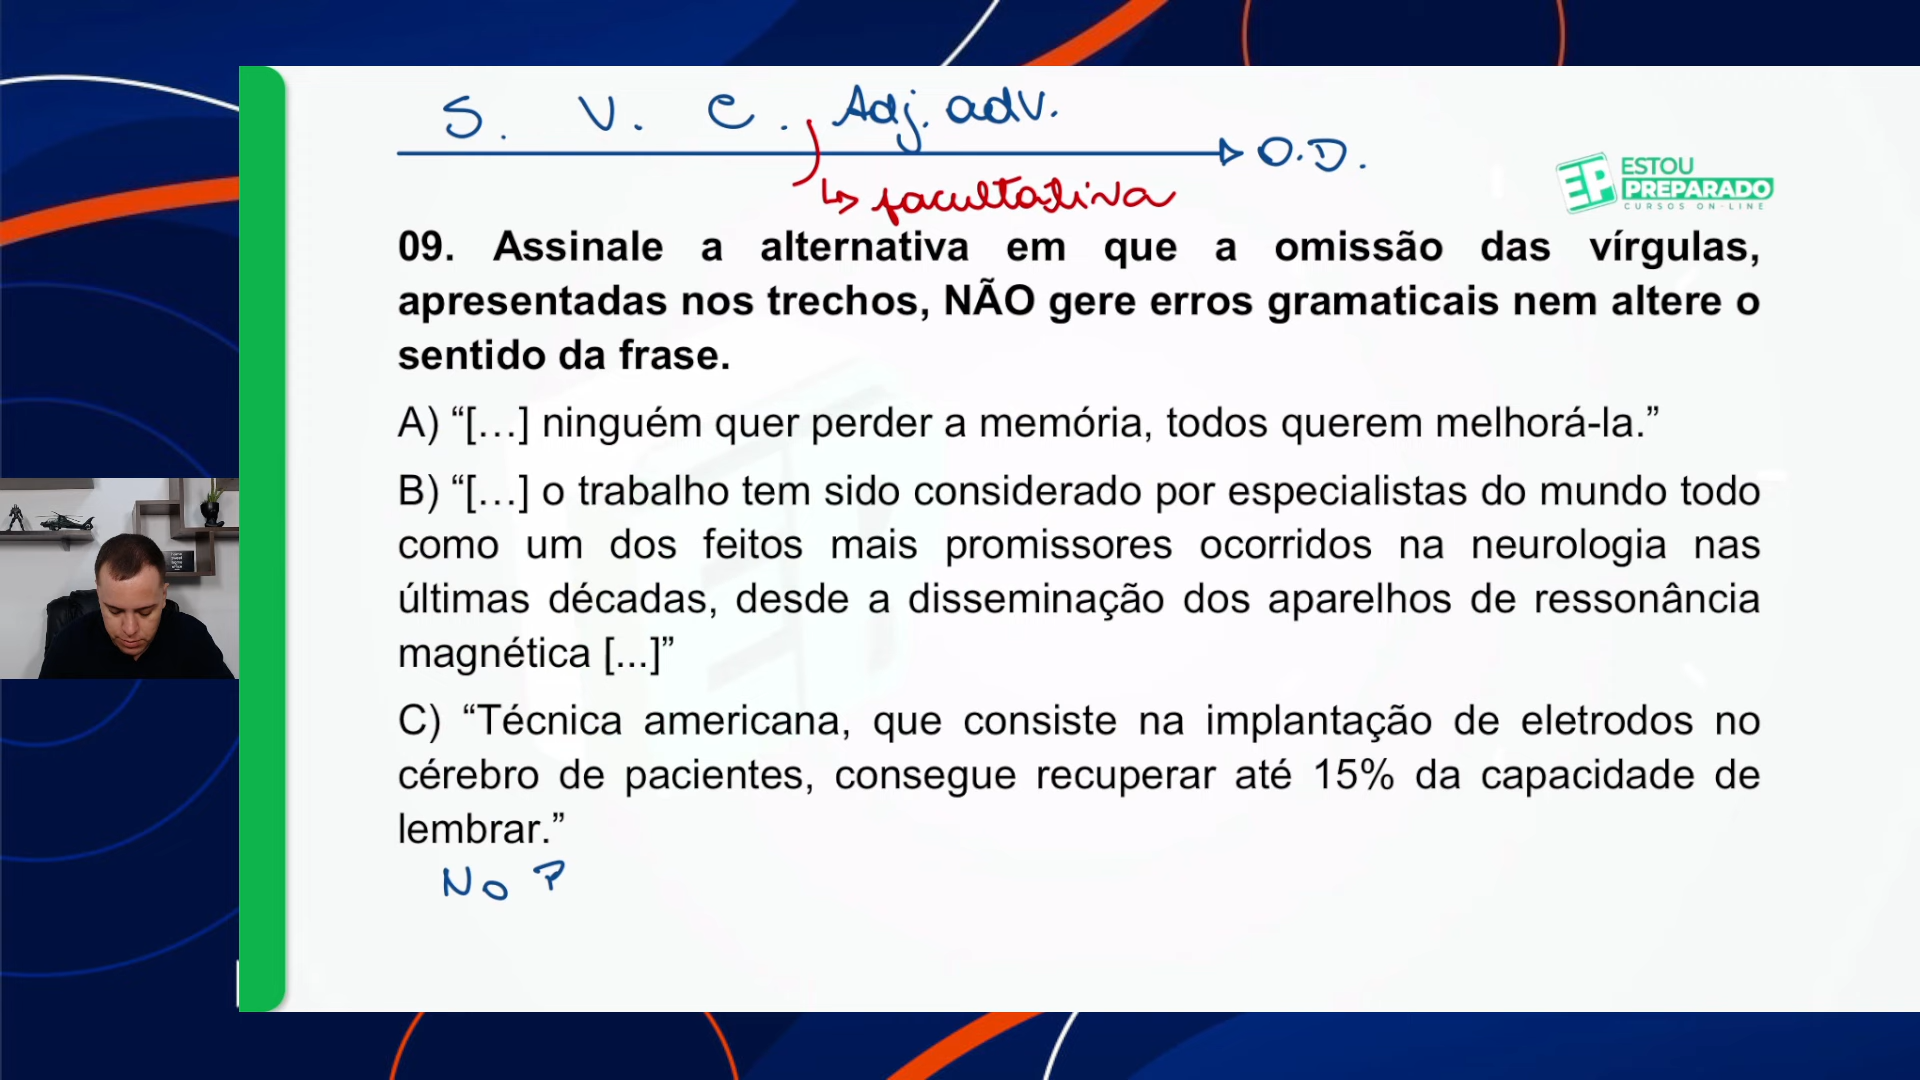 S. V. C. , Adj. adv.
O.D.
↳ facultativa
ESTOU
EP PREPARADO
CURSOS ON-LINE
09. Assinale a alternativa em que a omissão das vírgulas,
apresentadas nos trechos, NÃO gere erros gramaticais nem altere o
sentido da frase.
A) “[…] ninguém quer perder a memória, todos querem melhorá-la.”
B) “[…] o trabalho tem sido considerado por especialistas do mundo todo
como um dos feitos mais promissores ocorridos na neurologia nas
últimas décadas, desde a disseminação dos aparelhos de ressonância
magnética [...]”
C) “Técnica americana, que consiste na implantação de eletrodos no
cérebro de pacientes, consegue recuperar até 15% da capacidade de
lembrar.”
No P